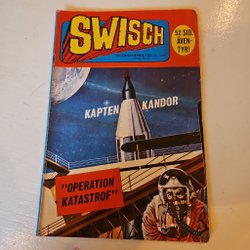 SWISCH
52 SID.
ÄVEN-
TYR!
KAPTEN KANDOR
"OPERATION
KATASTROF"